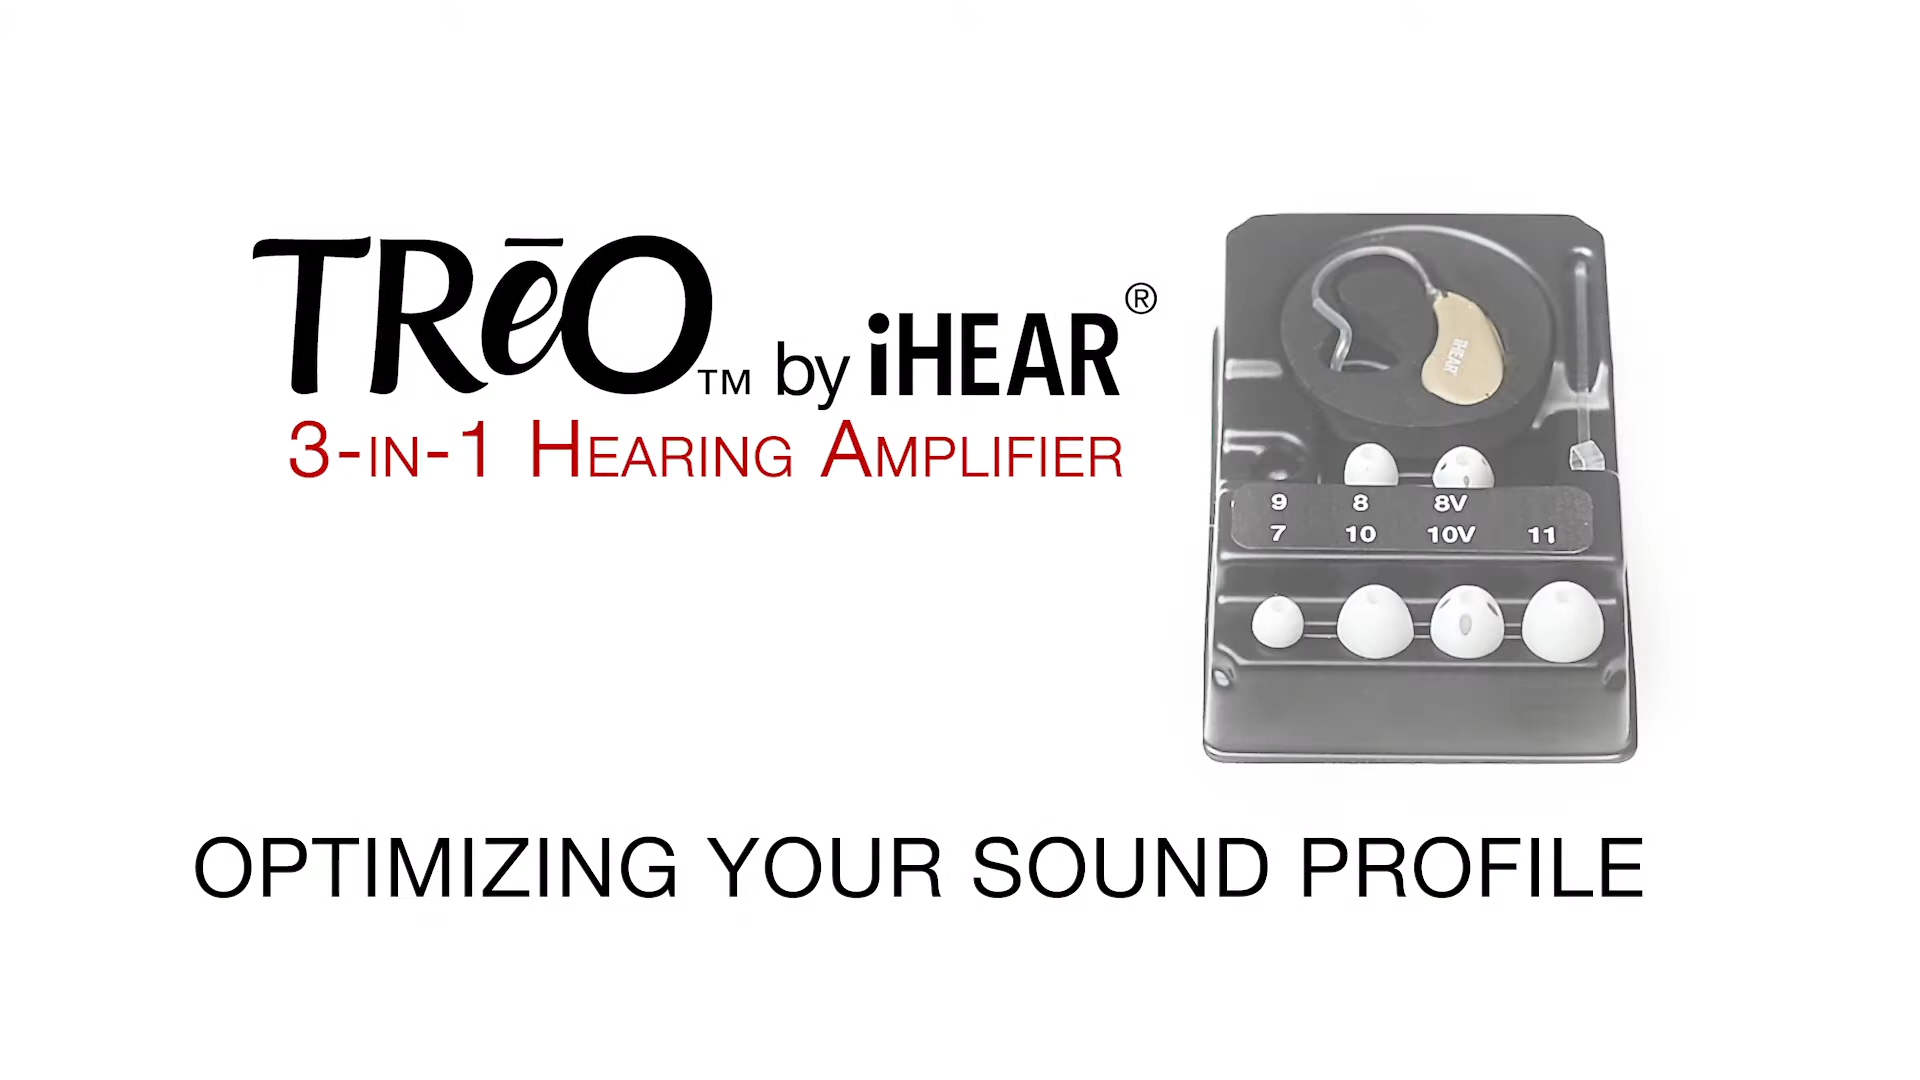 TRēO™ by iHEAR®
3-IN-1 HEARING AMPLIFIER
iHEAR
9 8 8V
7 10 10V 11
OPTIMIZING YOUR SOUND PROFILE